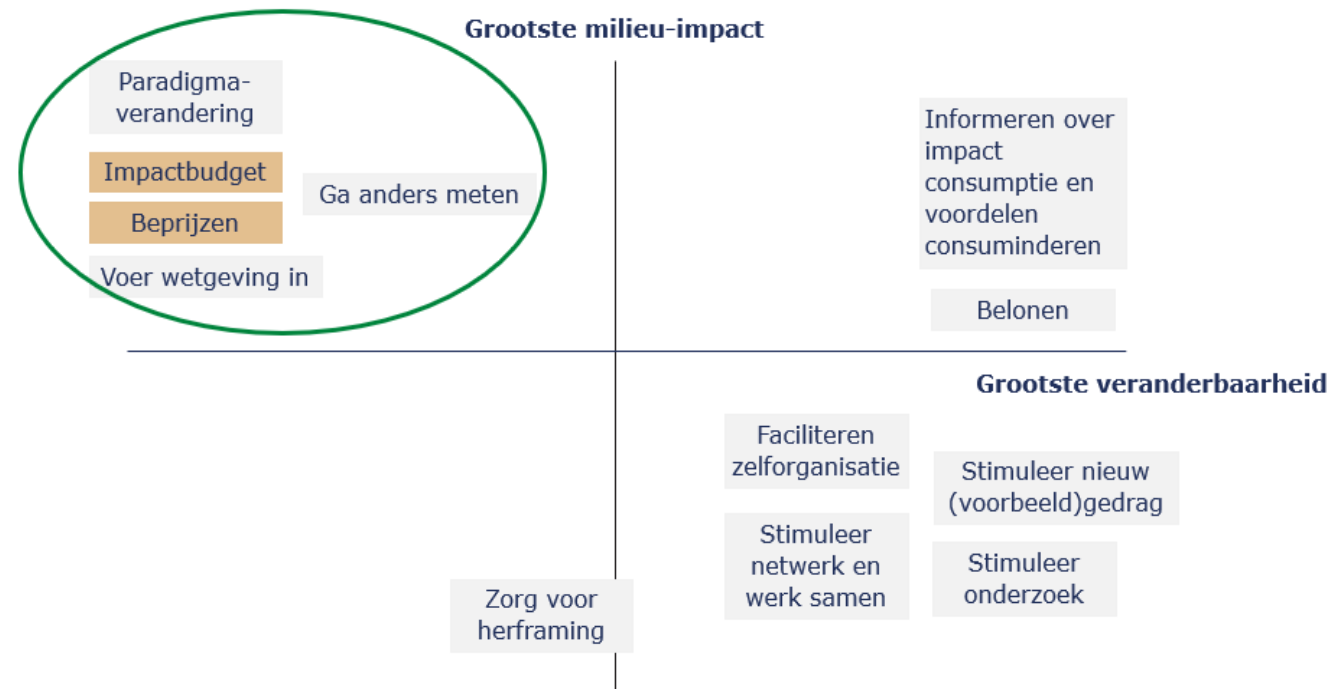 Grootste milieu-impact
Paradigma-
verandering
Impactbudget
Beprijzen
Ga anders meten
Voer wetgeving in
Informeren over
impact
consumptie en
voordelen
consuminderen
Belonen
Grootste veranderbaarheid
Faciliteren
zelforganisatie
Stimuleer nieuw
(voorbeeld)gedrag
Stimuleer
netwerk en
werk samen
Stimuleer
onderzoek
Zorg voor
herframing